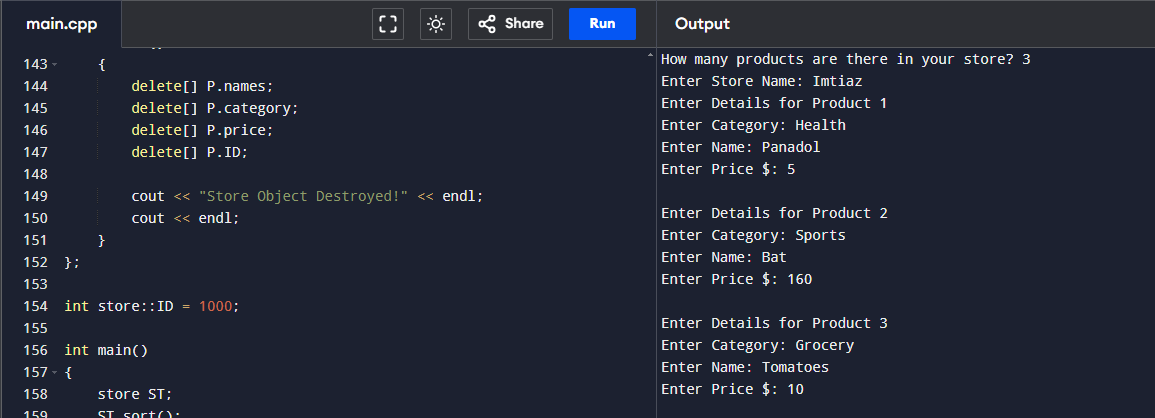 main.cpp
Share
Run
Output
143 {
144 delete[] P.names;
145 delete[] P.category;
146 delete[] P.price;
147 delete[] P.ID;
148
149 cout << "Store Object Destroyed!" << endl;
150 cout << endl;
151 }
152 };
153
154 int store::ID = 1000;
155
156 int main()
157 {
158 store ST;
159 ST.sort();
How many products are there in your store? 3
Enter Store Name: Imtiaz
Enter Details for Product 1
Enter Category: Health
Enter Name: Panadol
Enter Price $: 5
Enter Details for Product 2
Enter Category: Sports
Enter Name: Bat
Enter Price $: 160
Enter Details for Product 3
Enter Category: Grocery
Enter Name: Tomatoes
Enter Price $: 10